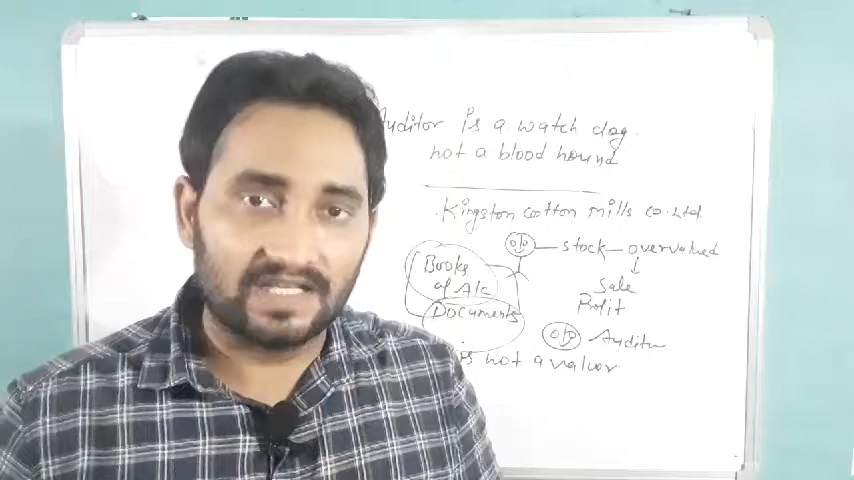 Auditor is a watch dog.
not a blood hound
Kingston cotton mills co. Ltd.
o/p — stock — overvalued
Books
of A/c
Sale
Profit
Documents
o/p Auditor
is not a valuer